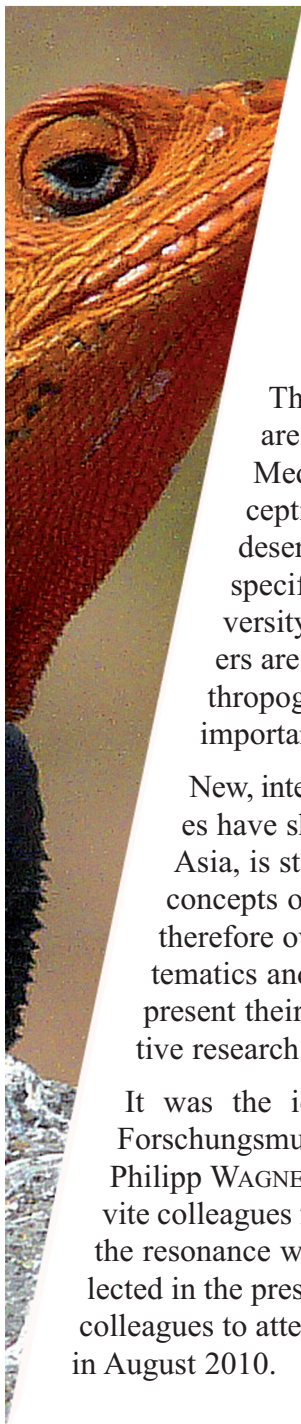 Th
are
Med
cepti
deser
specif
versity
ers are
thropog
importa
New, inte
es have sh
Asia, is st
concepts o
therefore ov
tematics and
present their
tive research
It was the i
Forschungsmu
Philipp WAGNE
vite colleagues
the resonance w
lected in the pres
colleagues to atte
in August 2010.